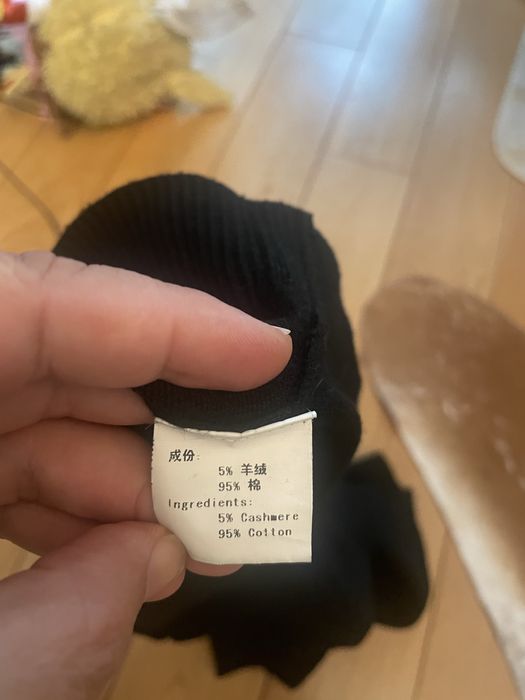 成份:
5% 羊绒
95% 棉
Ingredients:
5% Cashmere
95% Cotton